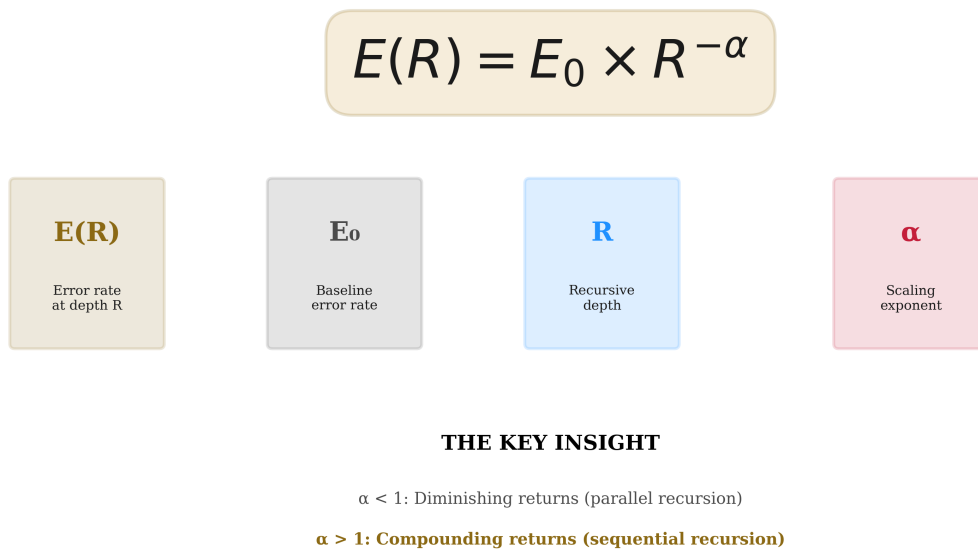 E(R) = E₀ × R⁻ᵅ
E(R)
Error rate
at depth R
E₀
Baseline
error rate
R
Recursive
depth
α
Scaling
exponent
THE KEY INSIGHT
α < 1: Diminishing returns (parallel recursion)
α > 1: Compounding returns (sequential recursion)